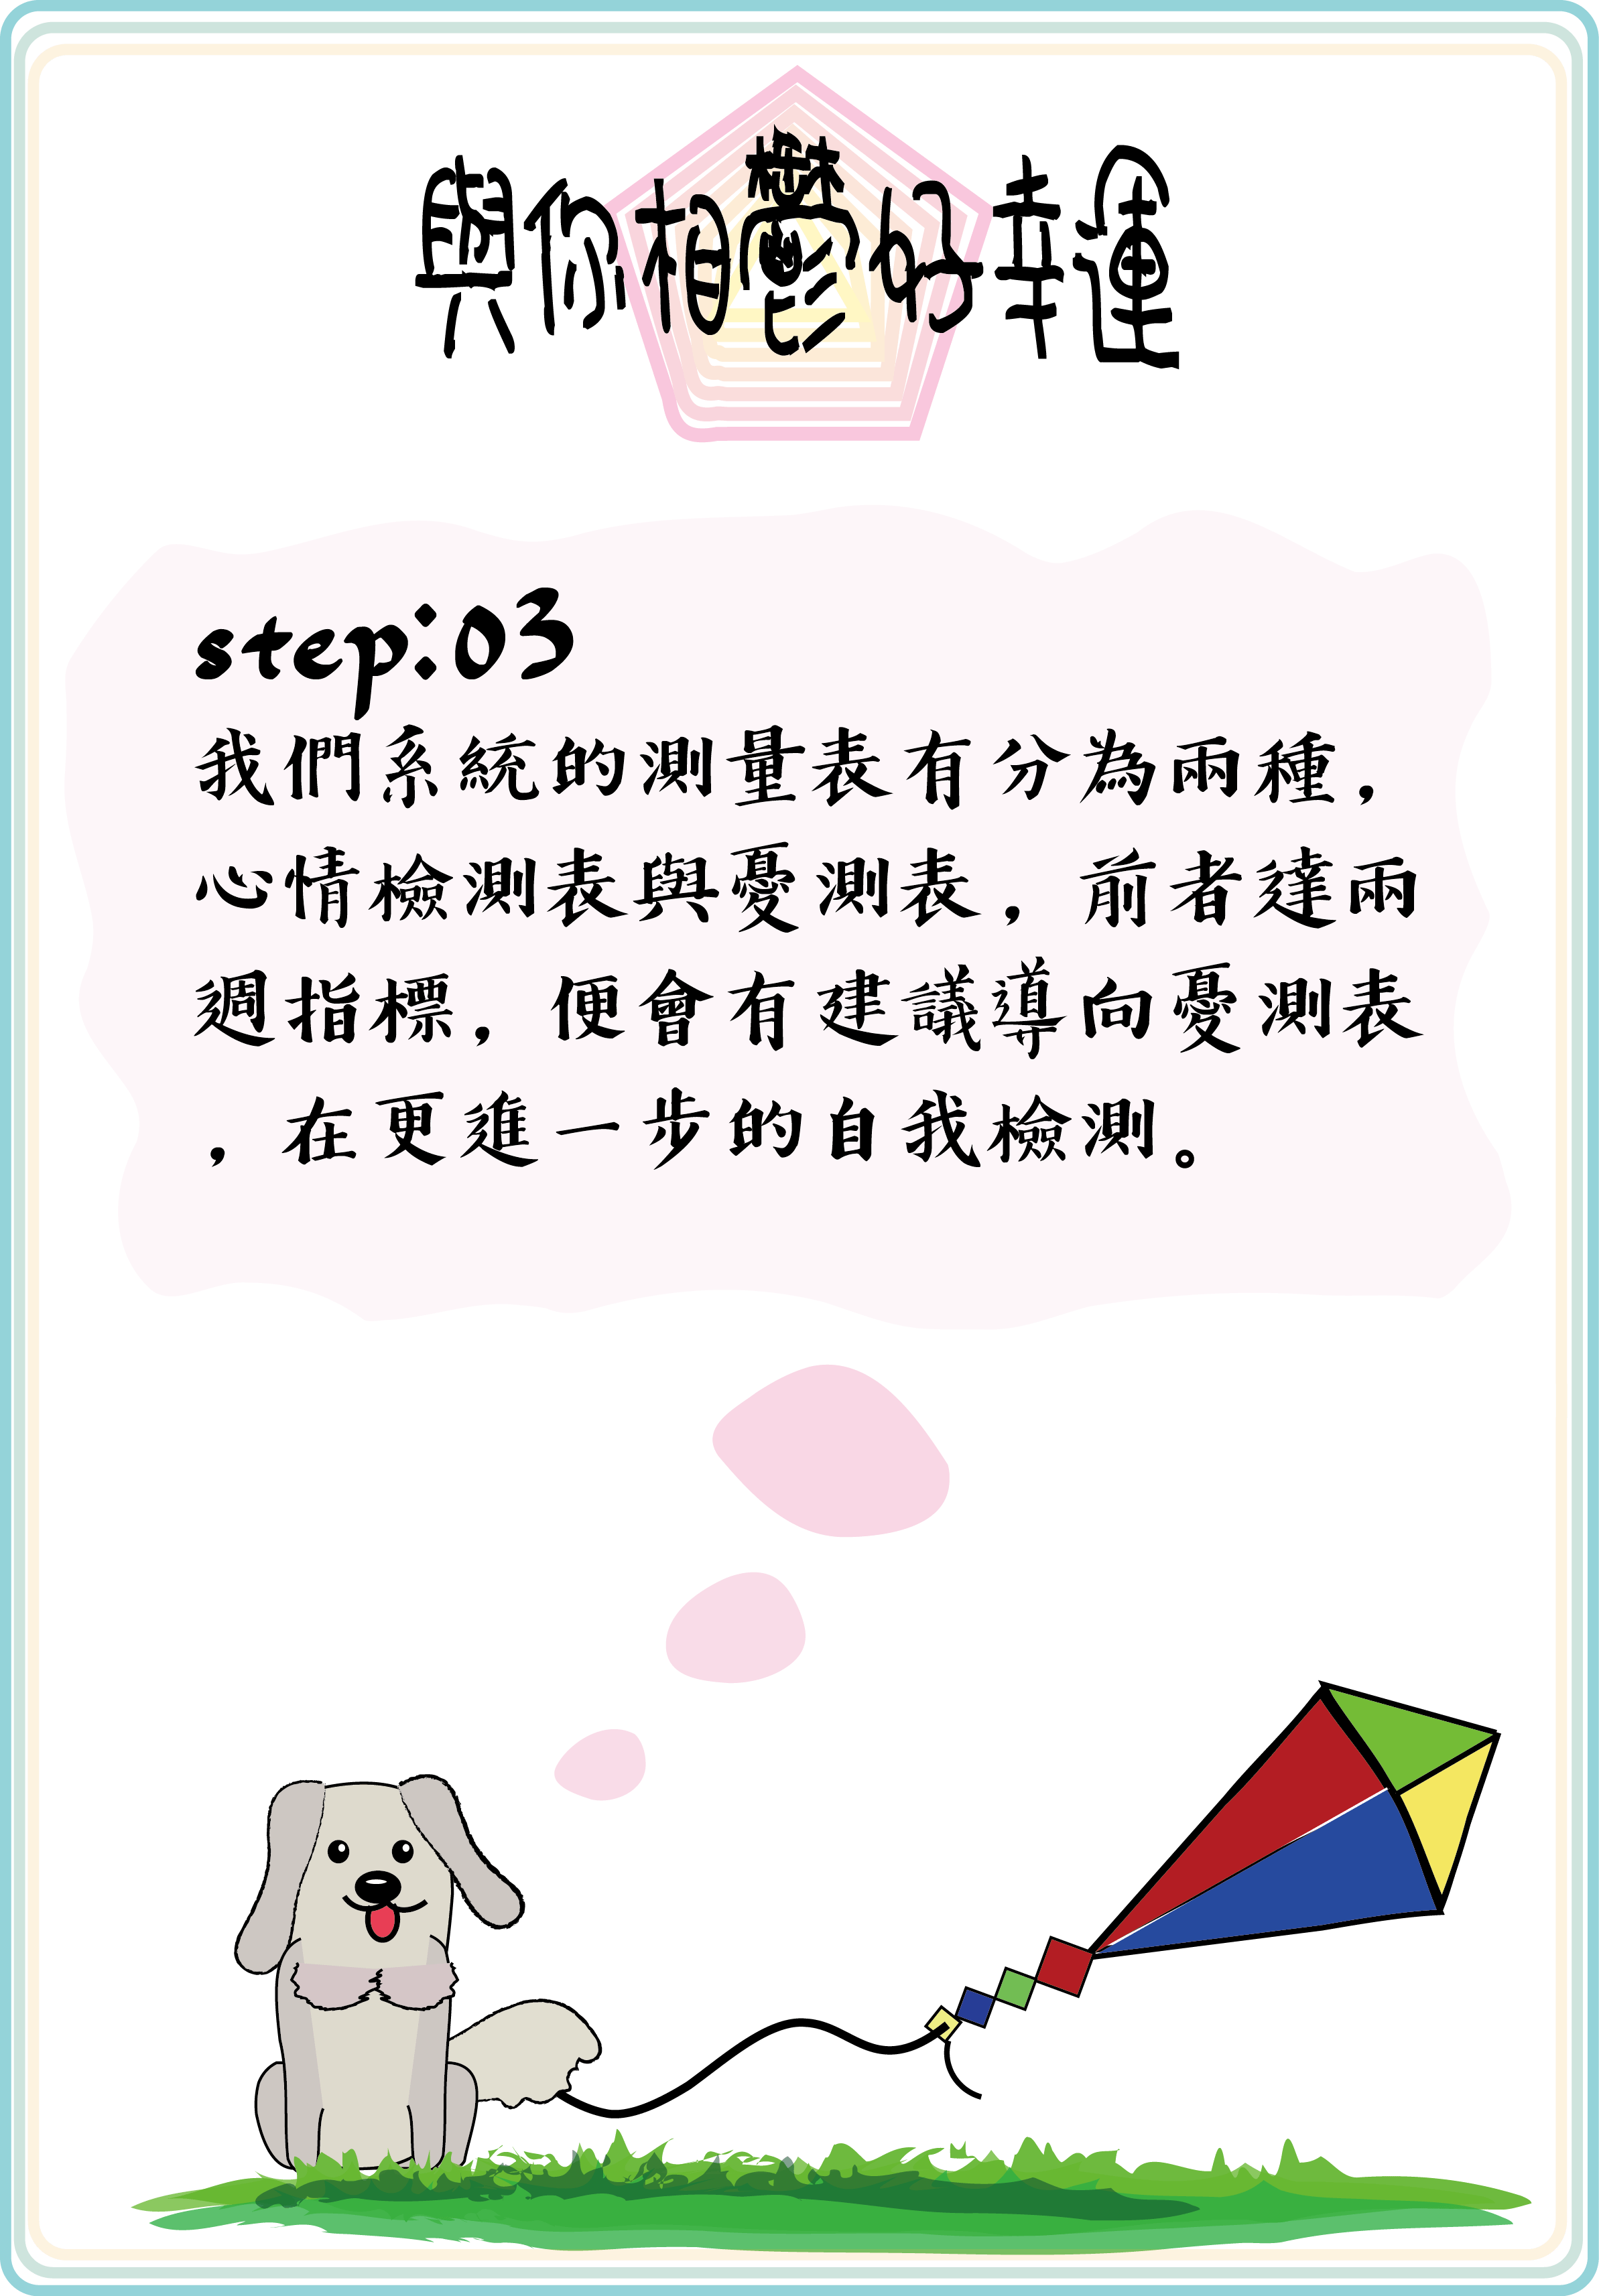 與你相鬱好幸運
step:03
我們系統的測量表有分為兩種，
心情檢測表與憂測表，前者達兩
週指標，便會有建議導向憂測表
，在更進一步的自我檢測。